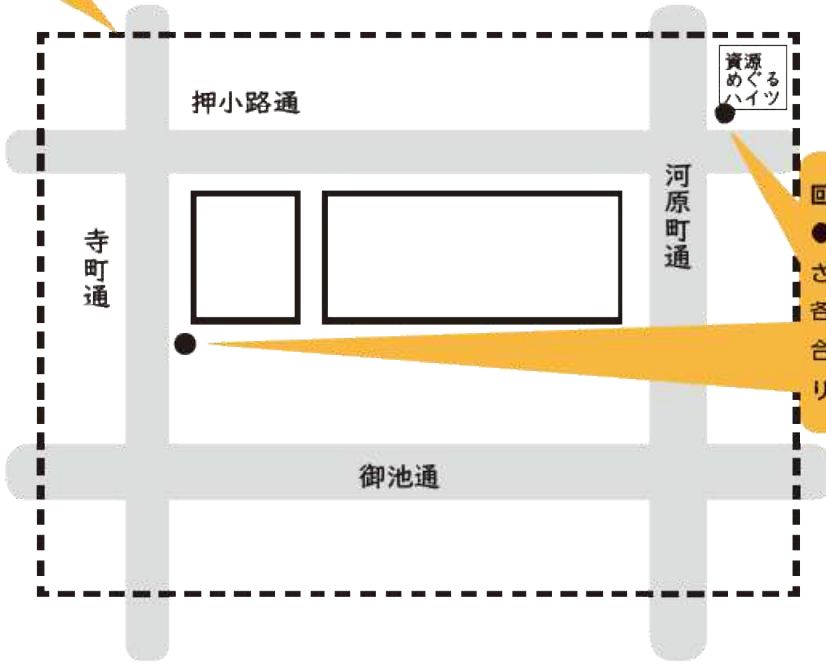 資源
めぐる
ハイツ
押小路通
河原町通
寺町通
御池通
回
●
さ
各
合
リ